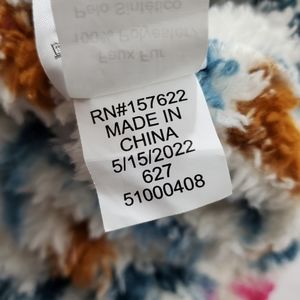 Pelo Sintetico
100% Polyester/
Faux Fur
RN#157622
MADE IN
CHINA
5/15/2022
627
51000408